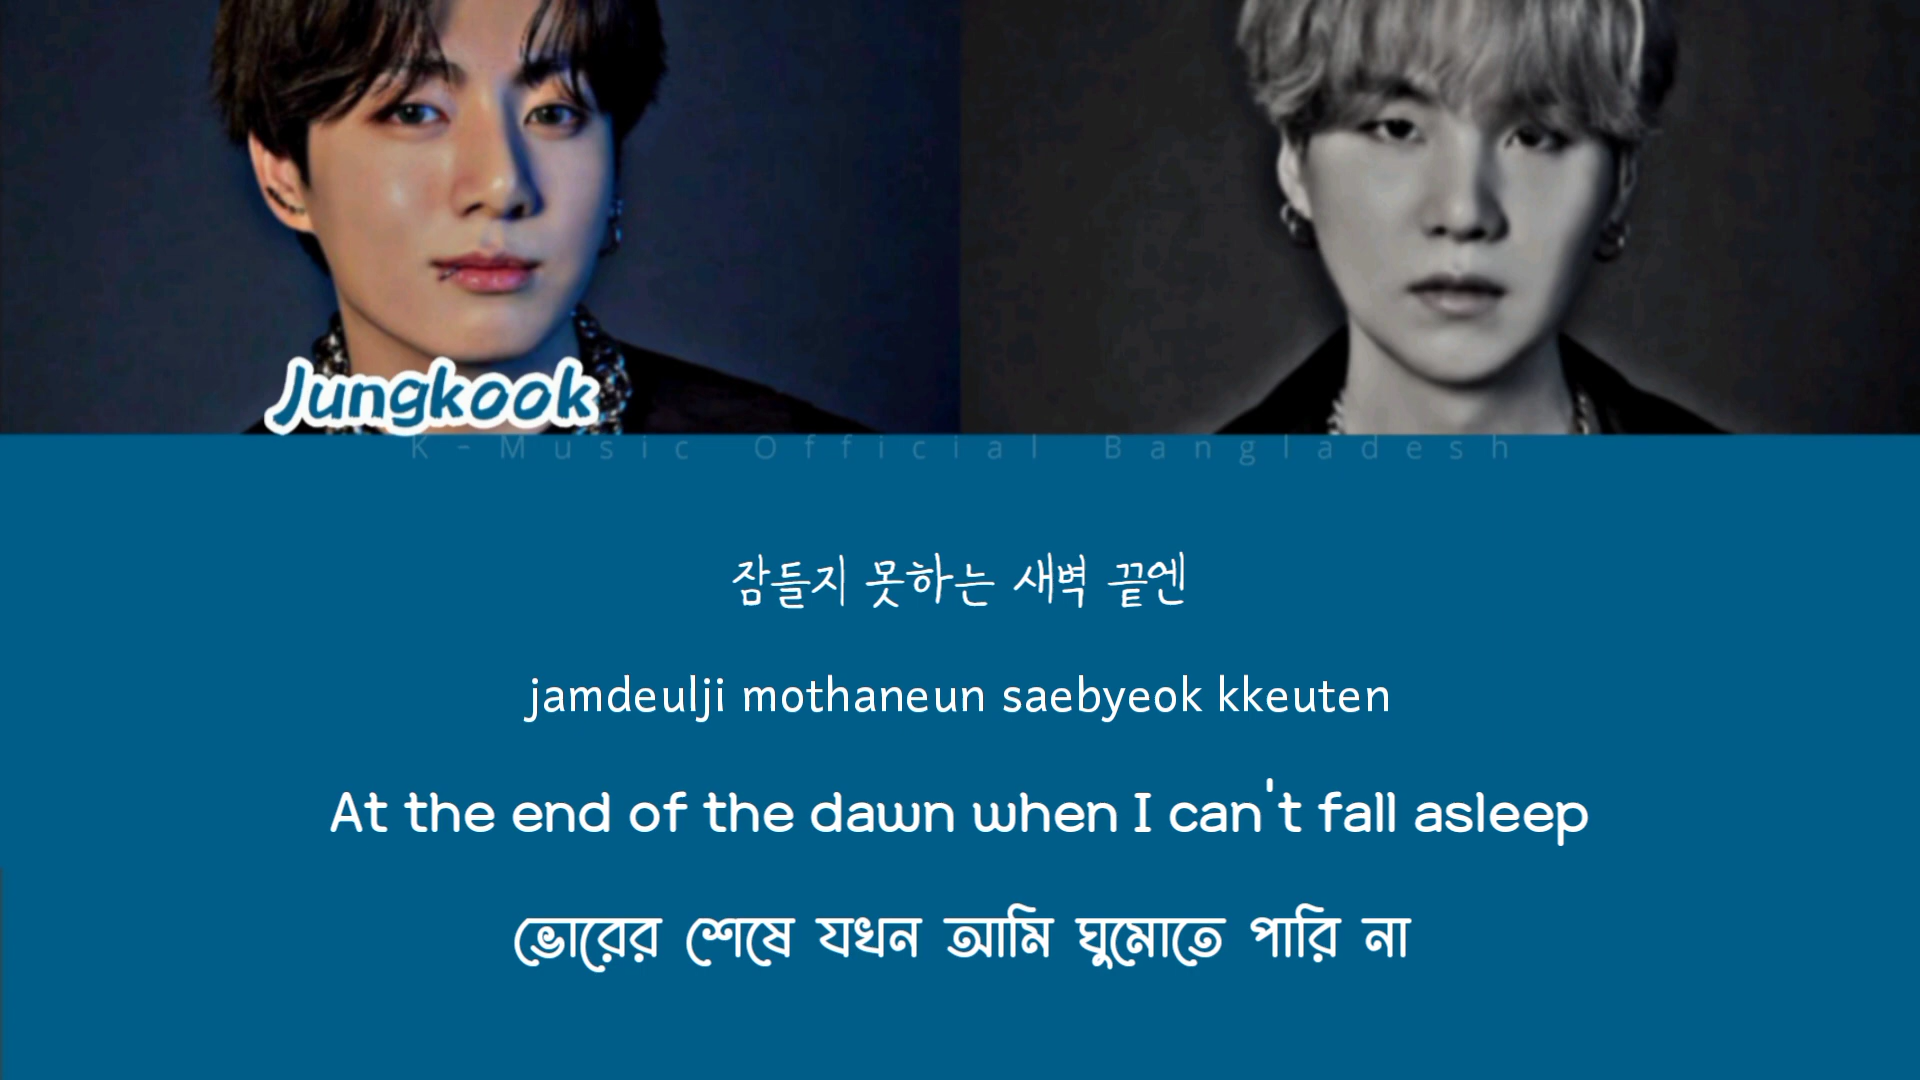 Jungkook
K-Music Official Bangladesh
잠들지 못하는 새벽 끝엔
jamdeulji mothaneun saebyeok kkeuten
At the end of the dawn when I can't fall asleep
ভোরের শেষে যখন আমি ঘুমোতে পারি না